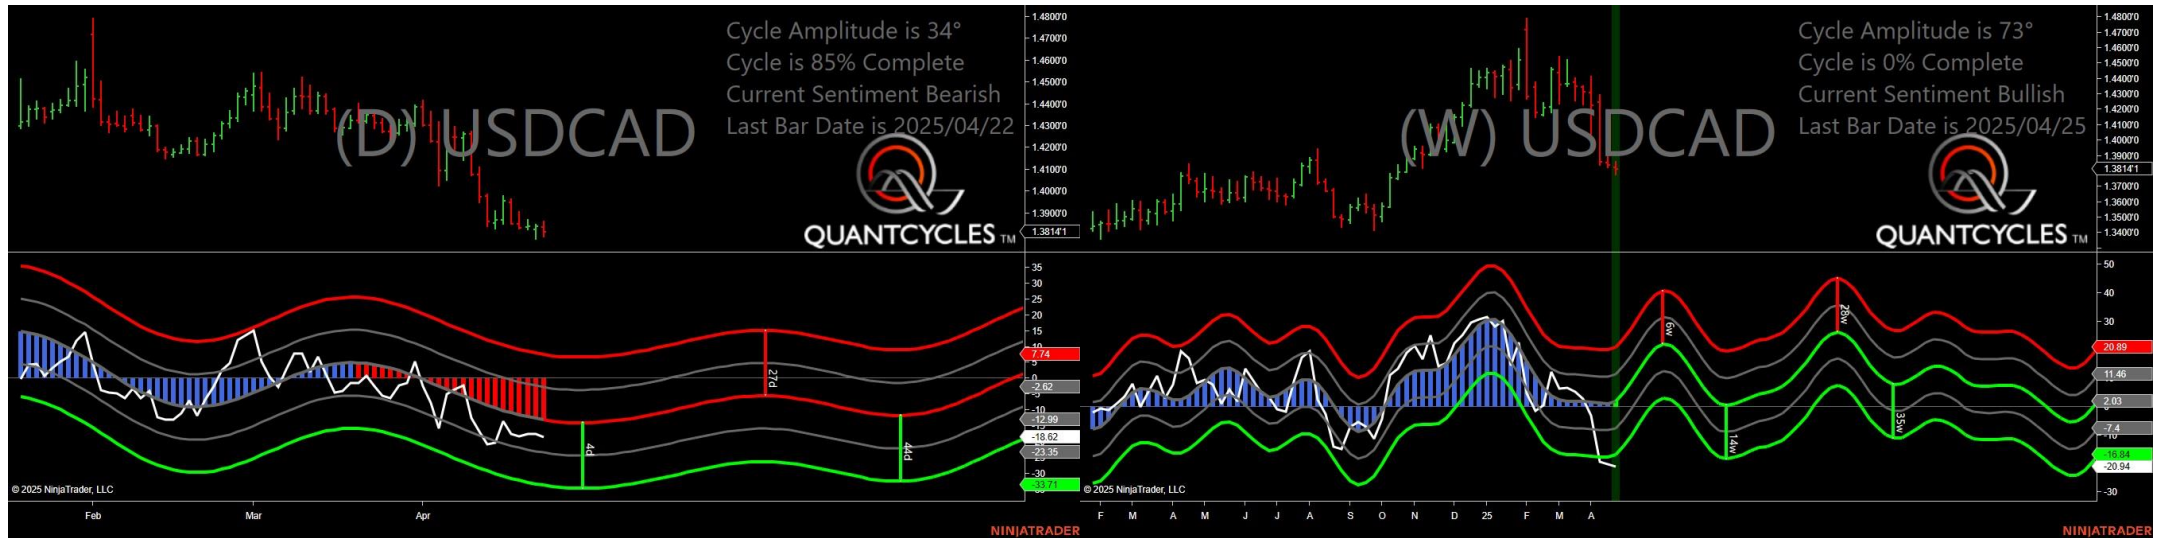 Cycle Amplitude is 34°
Cycle is 85% Complete
Current Sentiment Bearish
Last Bar Date is 2025/04/22
(D) USDCAD
QUANTCYCLES TM
1.4800'0
1.4700'0
1.4600'0
1.4500'0
1.4400'0
1.4300'0
1.4200'0
1.4100'0
1.4000'0
1.3900'0
1.3814'1
35
30
25
20
15
7.74
5
0
-2.62
-5
-10
-12.99
-18.62
-23.35
-30
-33.71
4d
27d
44d
© 2025 NinjaTrader, LLC
Feb Mar Apr
NINJATRADER
Cycle Amplitude is 73°
Cycle is 0% Complete
Current Sentiment Bullish
Last Bar Date is 2025/04/25
(W) USDCAD
QUANTCYCLES TM
1.4800'0
1.4700'0
1.4600'0
1.4500'0
1.4400'0
1.4300'0
1.4200'0
1.4100'0
1.4000'0
1.3900'0
1.3814'1
1.3700'0
1.3600'0
1.3500'0
1.3400'0
50
40
30
20.89
11.46
2.03
-7.4
-10
-16.84
-20.94
-30
6w
14w
28w
35w
© 2025 NinjaTrader, LLC
F M A M J J A S O N D 25 F M A
NINJATRADER